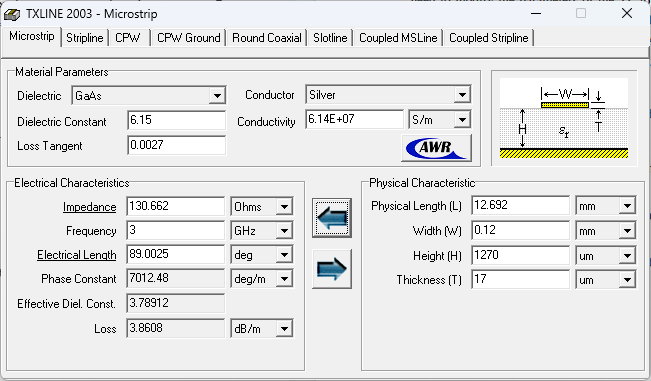 TXLINE 2003 - Microstrip
Microstrip Stripline CPW CPW Ground Round Coaxial Slotline Coupled MSLine Coupled Stripline
Material Parameters
Dielectric GaAs Conductor Silver
Dielectric Constant 6.15 Conductivity 6.14E+07 S/m
Loss Tangent 0.0027 AWR
W
H εr T
Electrical Characteristics
Impedance 130.662 Ohms
Frequency 3 GHz
Electrical Length 89.0025 deg
Phase Constant 7012.48 deg/m
Effective Diel. Const. 3.78912
Loss 3.8608 dB/m
Physical Characteristic
Physical Length (L) 12.692 mm
Width (W) 0.12 mm
Height (H) 1270 um
Thickness (T) 17 um